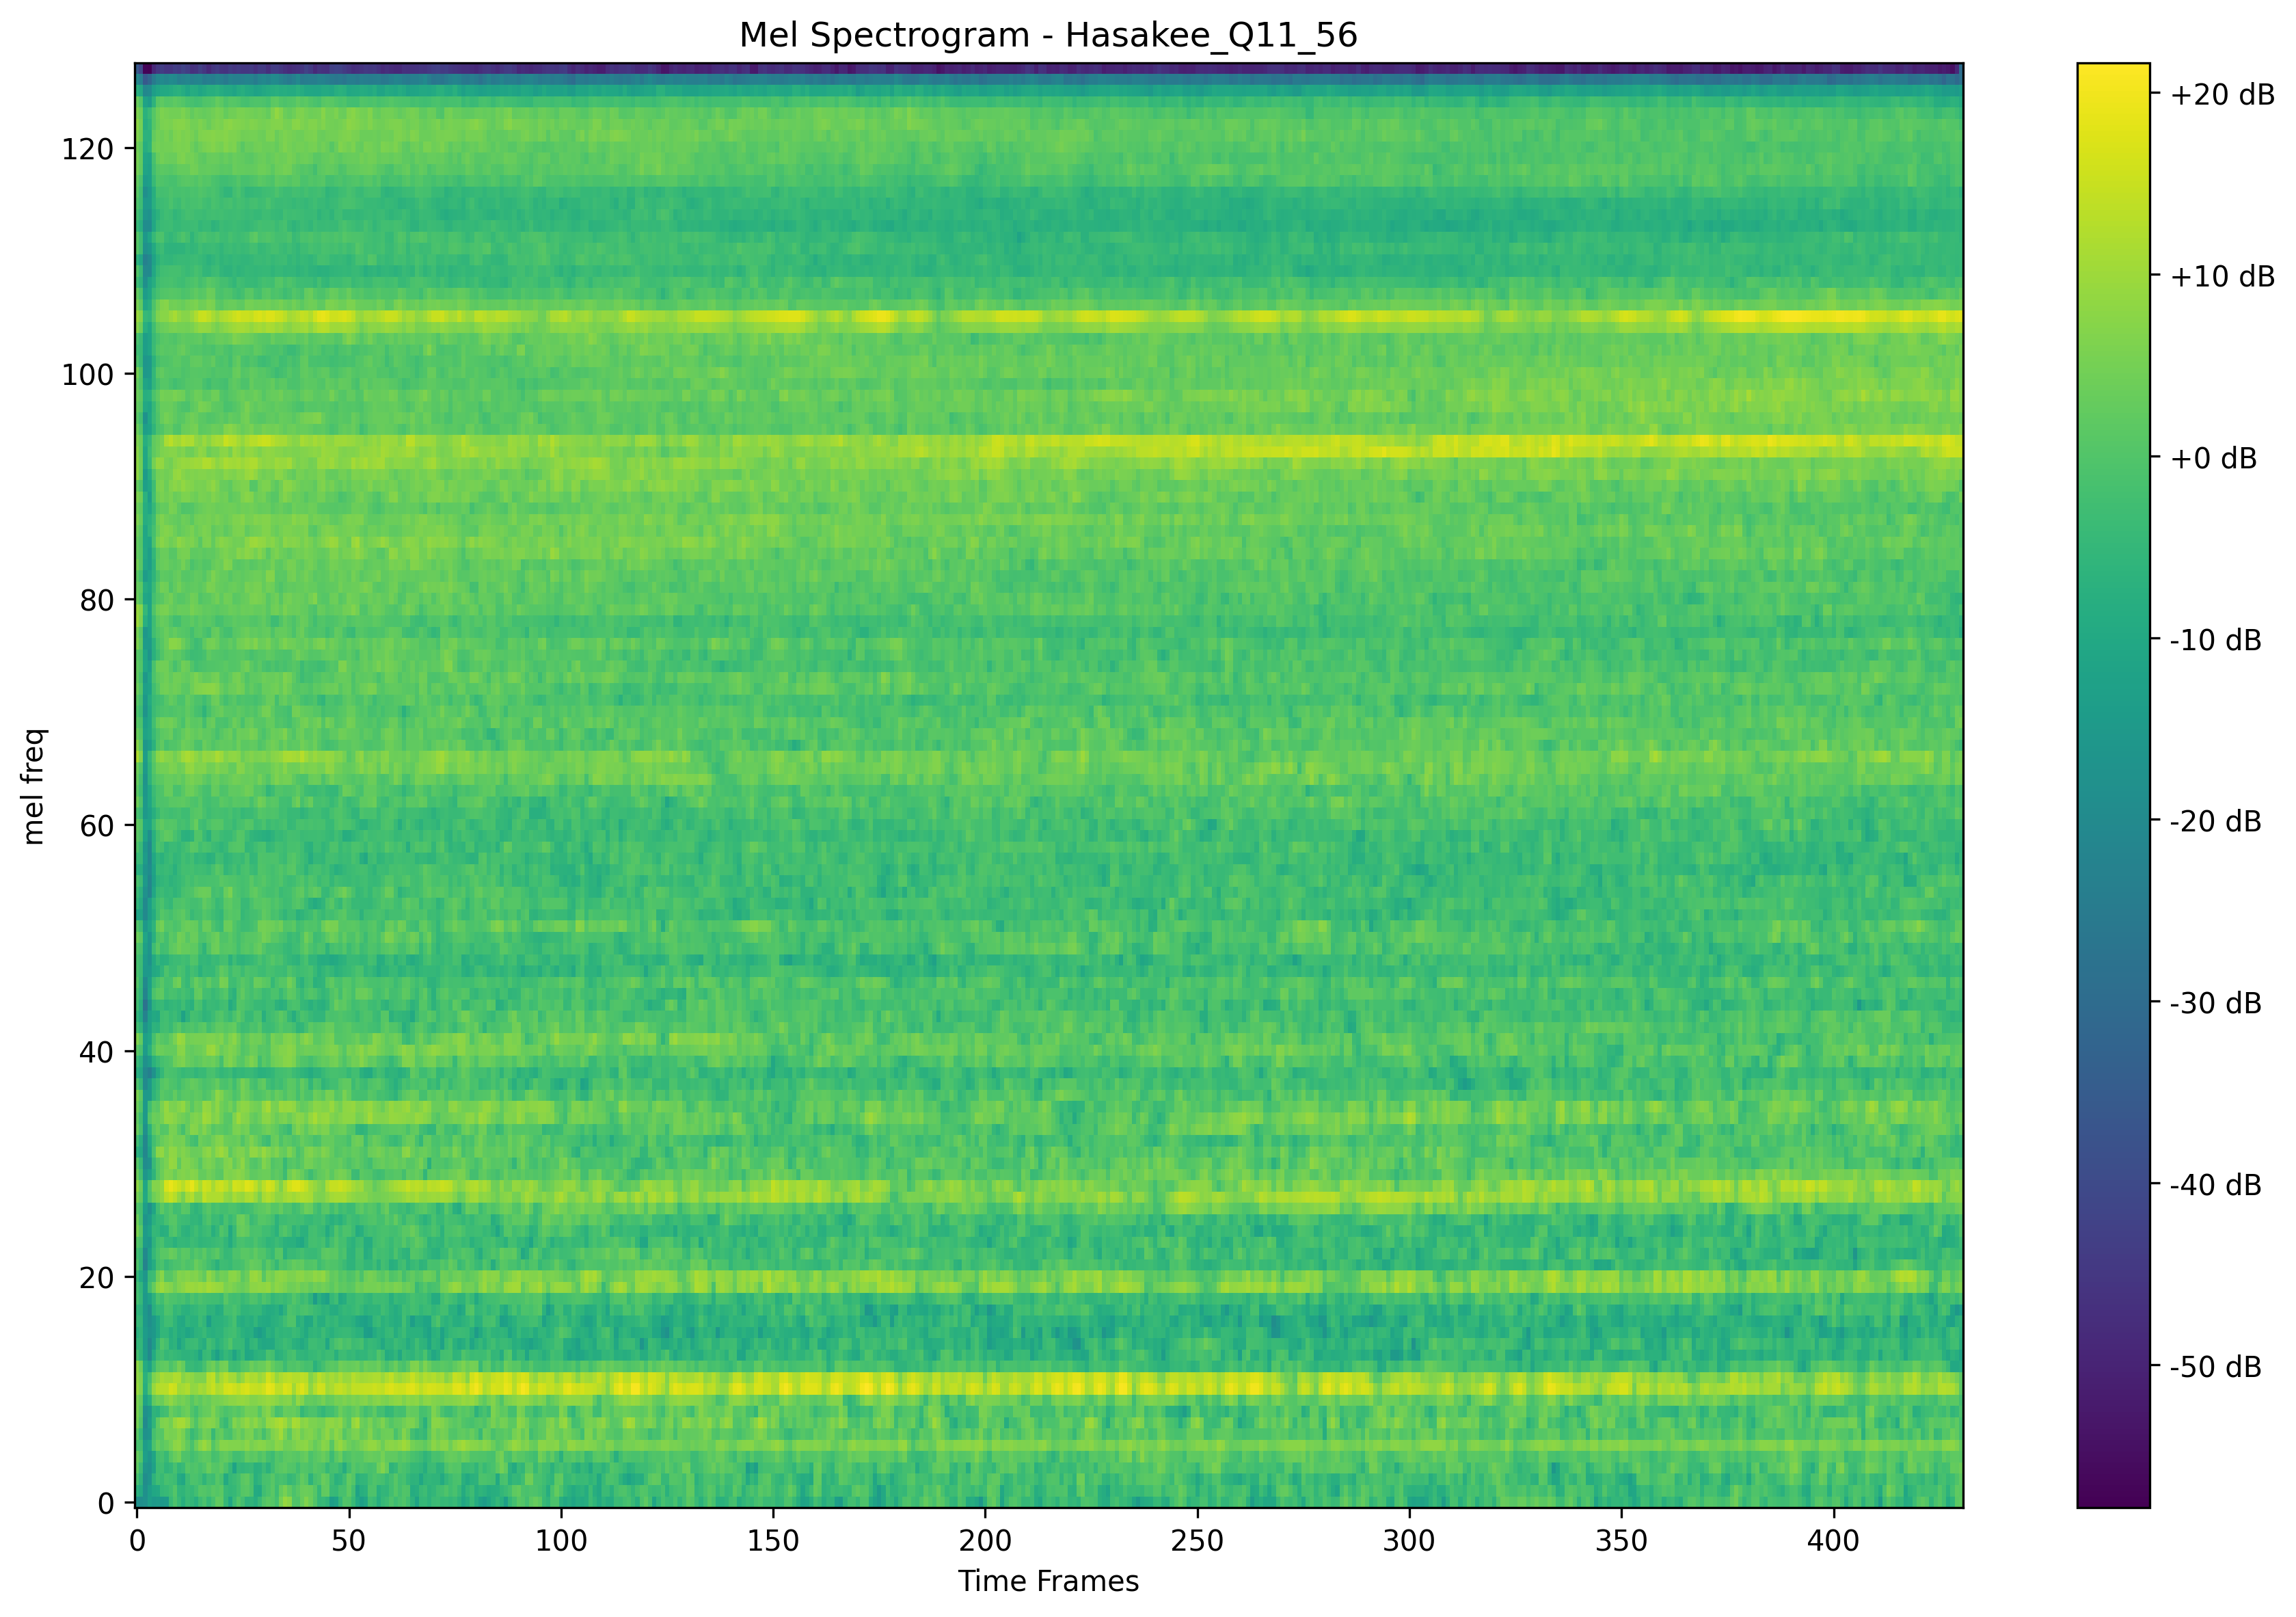 Mel Spectrogram - Hasakee_Q11_56
mel freq
120
100
80
60
40
20
0
0 50 100 150 200 250 300 350 400
Time Frames
+20 dB
+10 dB
+0 dB
-10 dB
-20 dB
-30 dB
-40 dB
-50 dB